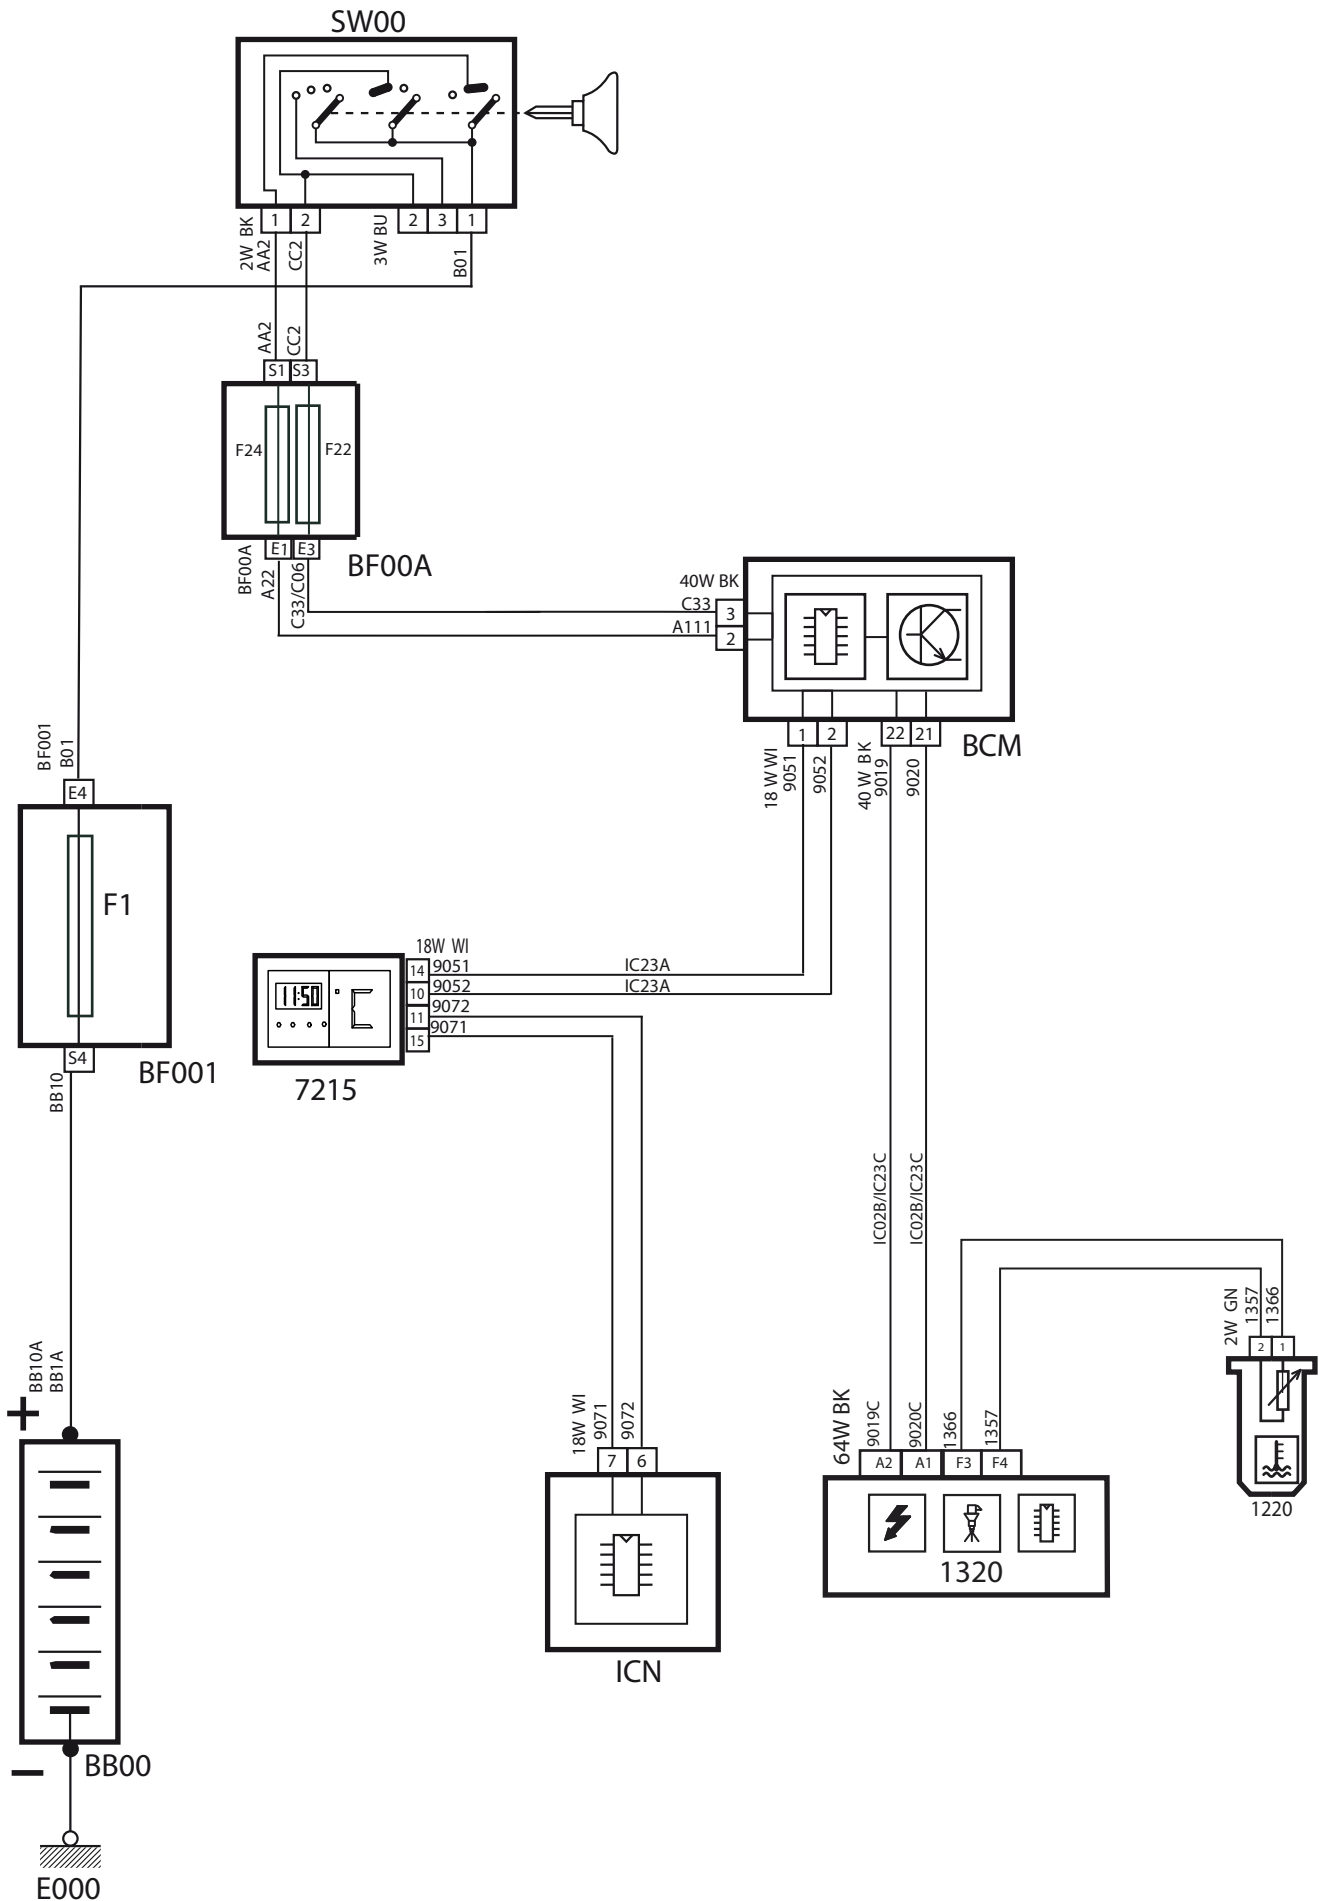 SW00
1
2
2
3
1
2W BK
AA2
CC2
3W BU
B01
AA2
CC2
S1
S3
F24
F22
E1
E3
BF00A
BF00A
A22
C33/C06
40W BK
C33
3
A111
2
1
2
22
21
BCM
18 W WI
9051
9052
40 W BK
9019
9020
BF001
B01
E4
F1
S4
BF001
BB10
18W WI
14
9051
IC23A
10
9052
IC23A
11
9072
15
9071
11:50
°C
7215
IC02B/IC23C
IC02B/IC23C
2W GN
1357
1366
2
1
1220
BB10A
BB1A
+
18W WI
9071
9072
7
6
ICN
64W BK
9019C
9020C
1366
1357
A2
A1
F3
F4
1320
−
BB00
E000